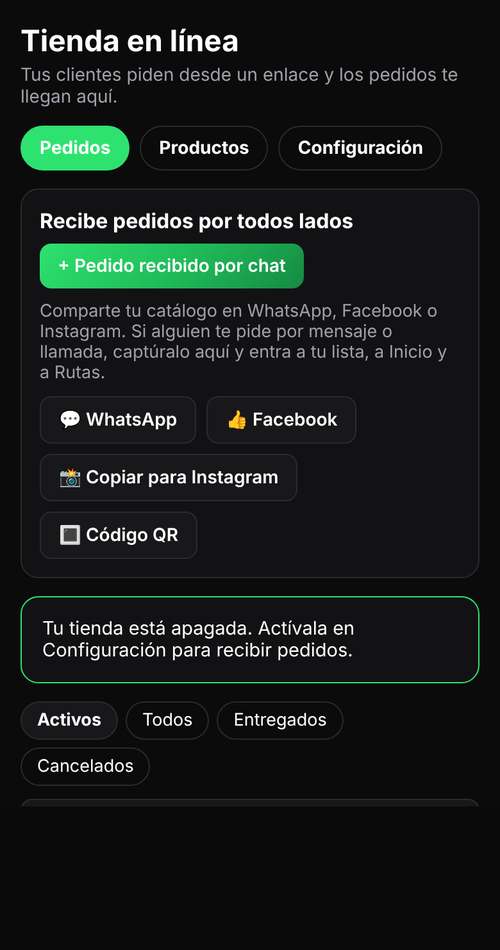 Tienda en línea
Tus clientes piden desde un enlace y los pedidos te
llegan aquí.
Pedidos
Productos
Configuración
Recibe pedidos por todos lados
+ Pedido recibido por chat
Comparte tu catálogo en WhatsApp, Facebook o
Instagram. Si alguien te pide por mensaje o
llamada, captúralo aquí y entra a tu lista, a Inicio y
a Rutas.
💬 WhatsApp
👍 Facebook
📸 Copiar para Instagram
🔳 Código QR
Tu tienda está apagada. Actívala en
Configuración para recibir pedidos.
Activos
Todos
Entregados
Cancelados